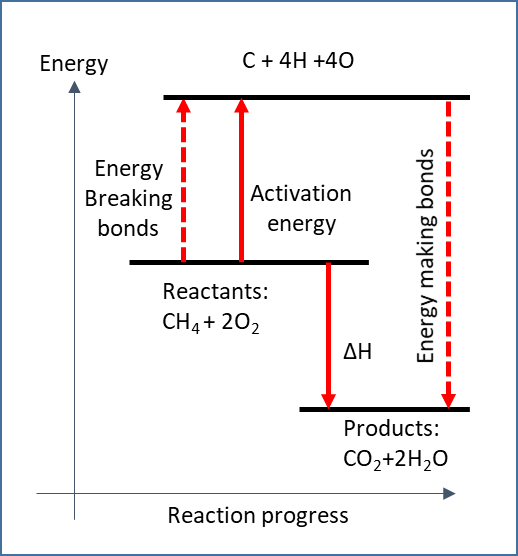 C + 4H +4O
Energy
Energy
Breaking
bonds
Activation
energy
Energy making bonds
Reactants:
CH₄ + 2O₂
ΔH
Products:
CO₂+2H₂O
Reaction progress